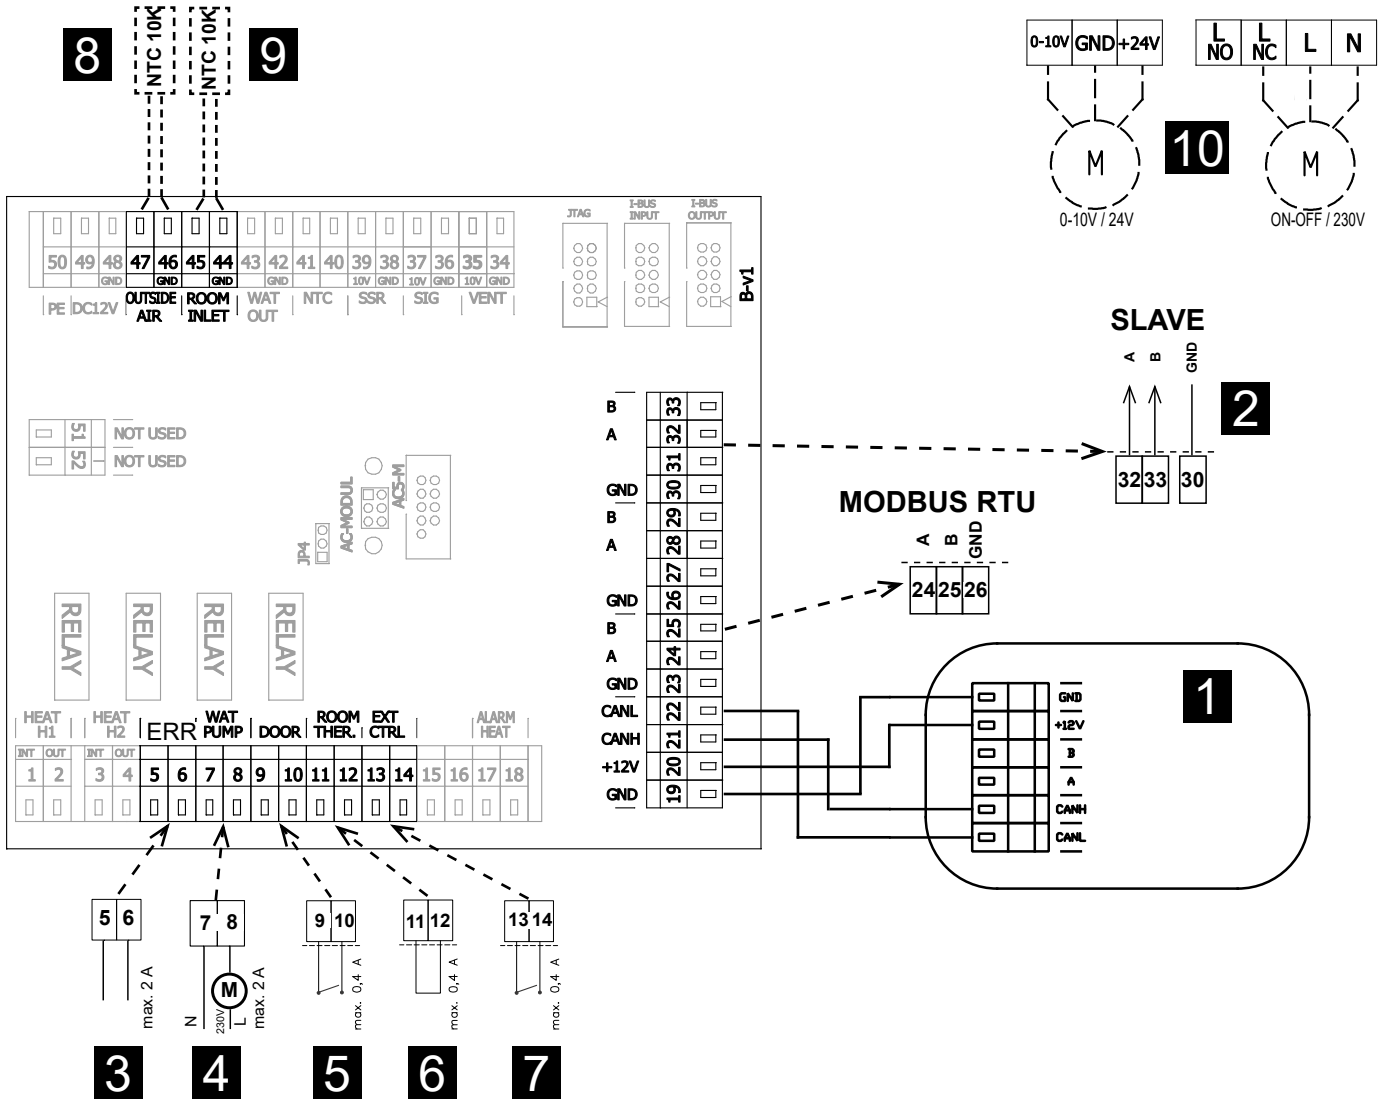 8
NTC 10K
NTC 10K
9
0-10V GND +24V
L NO
L NC
L
N
M
10
M
0-10V / 24V
ON-OFF / 230V
JTAG
I-BUS INPUT
I-BUS OUTPUT
B-v1
50 49 48 47 46 45 44 43 42 41 40 39 38 37 36 35 34
GND GND GND GND 10V GND 10V GND 10V GND
PE DC12V OUTSIDE AIR ROOM INLET WAT OUT NTC SSR SIG VENT
SLAVE
A B GND
2
32 33 30
51 NOT USED
52 NOT USED
JP4
AC-MODUL
AC5-M
B 33
A 32
31
GND 30
B 29
A 28
27
GND 26
B 25
A 24
GND 23
CANL 22
CANH 21
+12V 20
GND 19
MODBUS RTU
A B GND
24 25 26
1
GND
+12V
B
A
CANH
CANL
RELAY
RELAY
RELAY
RELAY
HEAT H1
HEAT H2
ERR
WAT PUMP
DOOR
ROOM THER.
EXT CTRL
ALARM HEAT
INT OUT INT OUT
1 2 3 4 5 6 7 8 9 10 11 12 13 14 15 16 17 18
5 6
max. 2 A
7 8
M
N 230V L
max. 2 A
9 10
max. 0,4 A
11 12
max. 0,4 A
13 14
max. 0,4 A
3
4
5
6
7